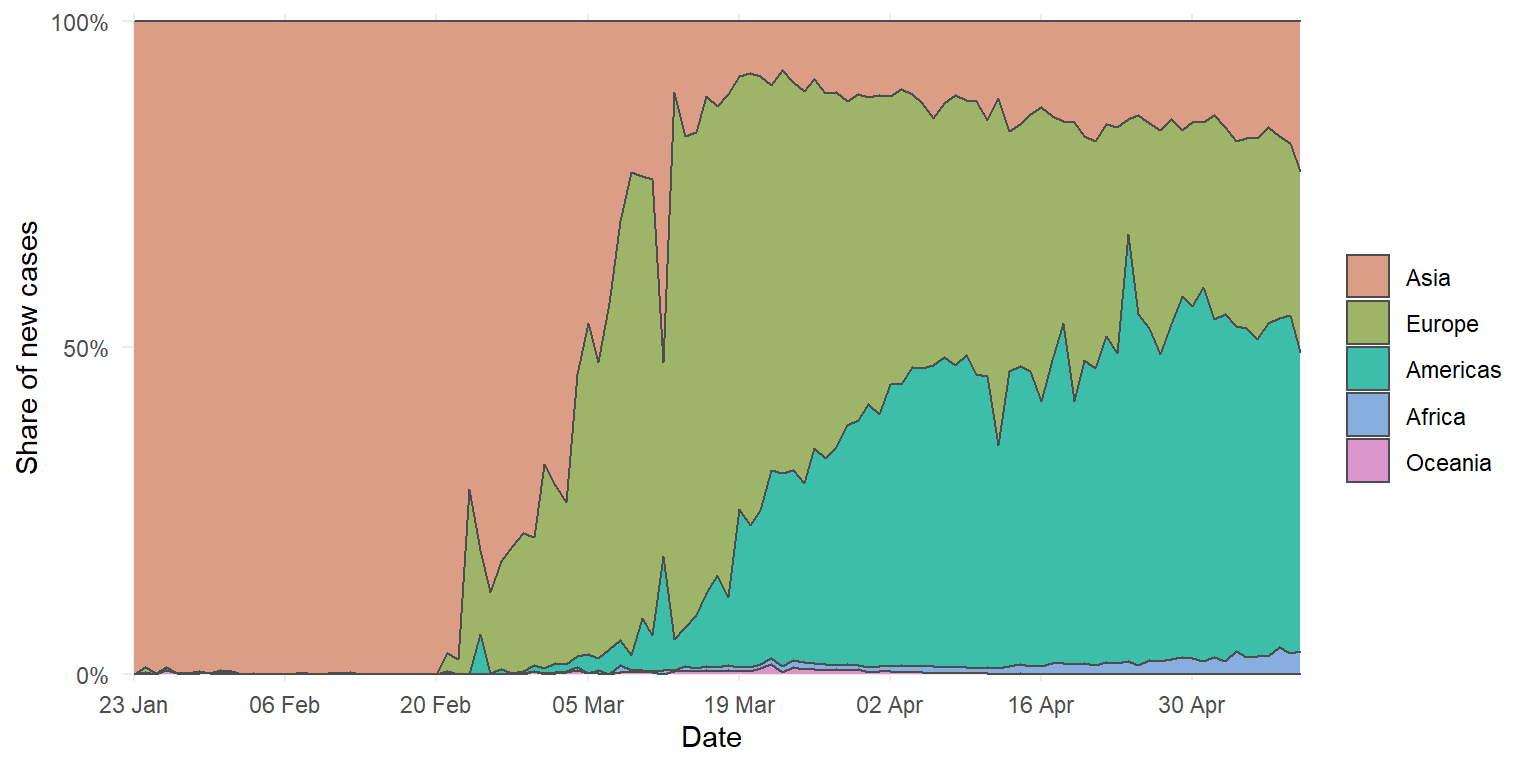 100%
50%
0%
Share of new cases
23 Jan
06 Feb
20 Feb
05 Mar
19 Mar
02 Apr
16 Apr
30 Apr
Date
Asia
Europe
Americas
Africa
Oceania